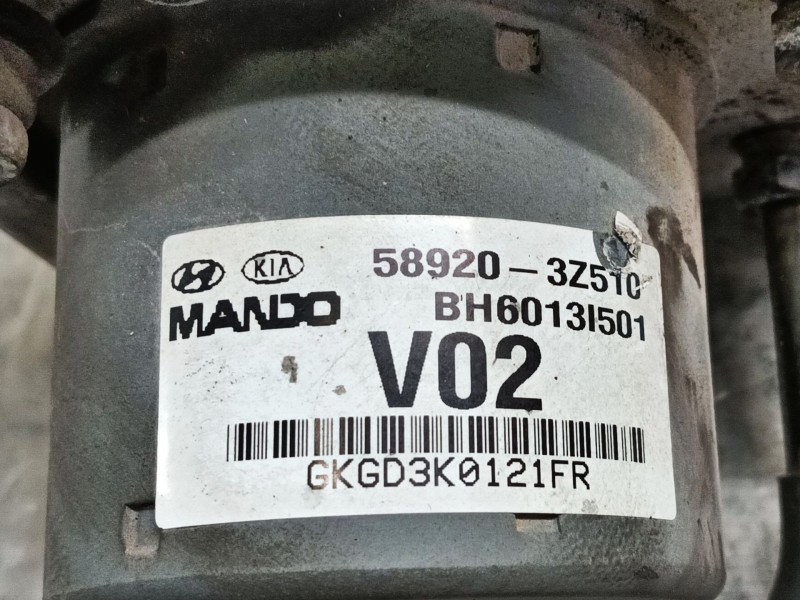 KIA 58920-3Z510
MANDO BH6013I501
V02
GKGD3K0121FR